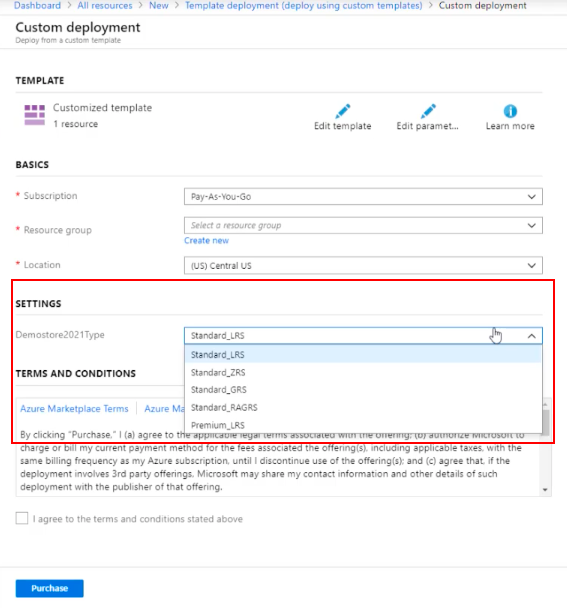 Dashboard > All resources > New > Template deployment (deploy using custom templates) > Custom deployment
Custom deployment
Deploy from a custom template
TEMPLATE
Customized template
1 resource
Edit template
Edit paramet...
Learn more
BASICS
* Subscription
Pay-As-You-Go
* Resource group
Select a resource group
Create new
* Location
(US) Central US
SETTINGS
Demostore2021Type
Standard_LRS
Standard_LRS
Standard_ZRS
Standard_GRS
Standard_RAGRS
Premium_LRS
TERMS AND CONDITIONS
Azure Marketplace Terms | Azure Ma
By clicking "Purchase," I (a) agree to the applicable legal terms associated with the offering; (b) authorize Microsoft to
charge or bill my current payment method for the fees associated the offering(s), including applicable taxes, with the
same billing frequency as my Azure subscription, until I discontinue use of the offering(s); and (c) agree that, if the
deployment involves 3rd party offerings, Microsoft may share my contact information and other details of such
deployment with the publisher of that offering.
I agree to the terms and conditions stated above
Purchase